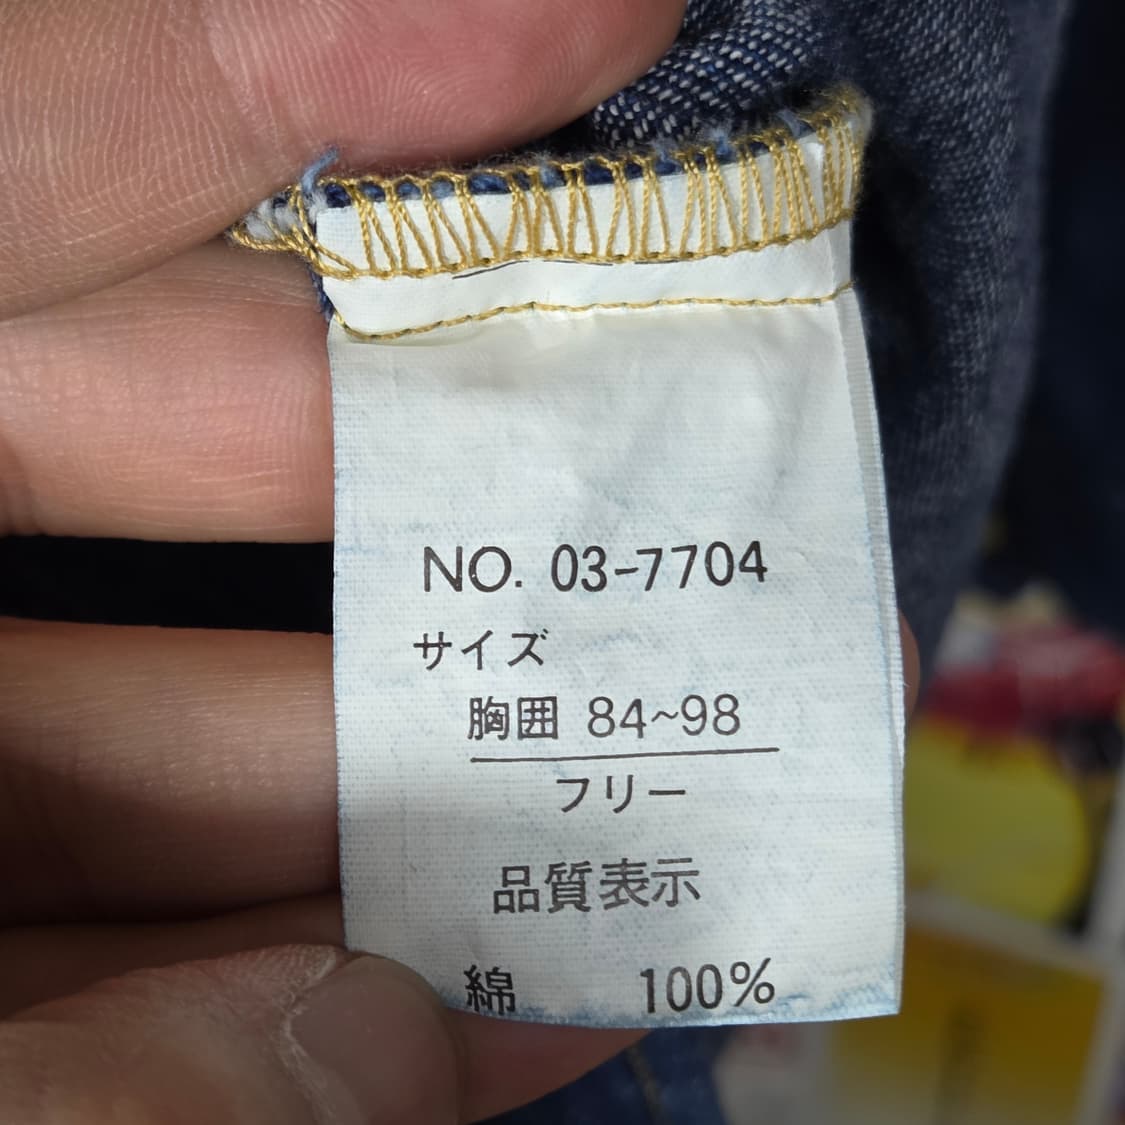 NO. 03-7704
サイズ
胸囲 84~98
フリー
品質表示
綿 100%